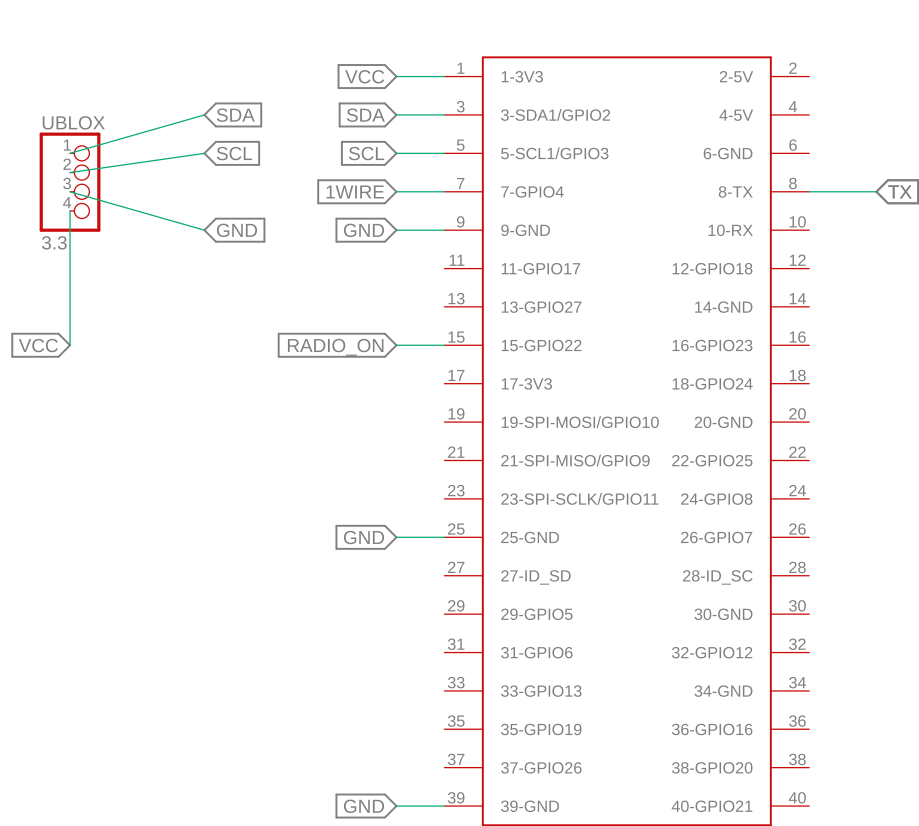 UBLOX
1
2
3
4
3.3
SDA
SCL
GND
VCC
VCC 1 1-3V3 2-5V 2
SDA 3 3-SDA1/GPIO2 4-5V 4
SCL 5 5-SCL1/GPIO3 6-GND 6
1WIRE 7 7-GPIO4 8-TX 8 TX
GND 9 9-GND 10-RX 10
11 11-GPIO17 12-GPIO18 12
13 13-GPIO27 14-GND 14
RADIO_ON 15 15-GPIO22 16-GPIO23 16
17 17-3V3 18-GPIO24 18
19 19-SPI-MOSI/GPIO10 20-GND 20
21 21-SPI-MISO/GPIO9 22-GPIO25 22
23 23-SPI-SCLK/GPIO11 24-GPIO8 24
GND 25 25-GND 26-GPIO7 26
27 27-ID_SD 28-ID_SC 28
29 29-GPIO5 30-GND 30
31 31-GPIO6 32-GPIO12 32
33 33-GPIO13 34-GND 34
35 35-GPIO19 36-GPIO16 36
37 37-GPIO26 38-GPIO20 38
GND 39 39-GND 40-GPIO21 40